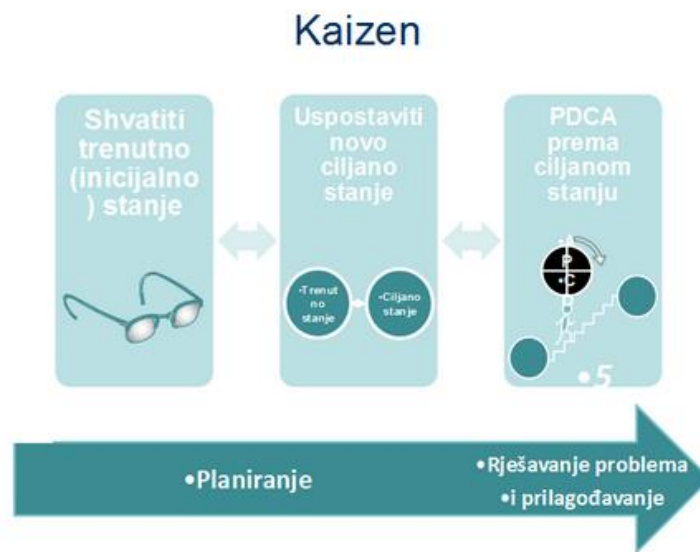 Kaizen
Shvatiti
trenutno
(inicijalno
) stanje
Uspostaviti
novo
ciljano
stanje
•Trenut
no
stanje
•Ciljano
stanje
PDCA
prema
ciljanom
stanju
P
•C
•5
•Planiranje
•Rješavanje problema
•i prilagođavanje